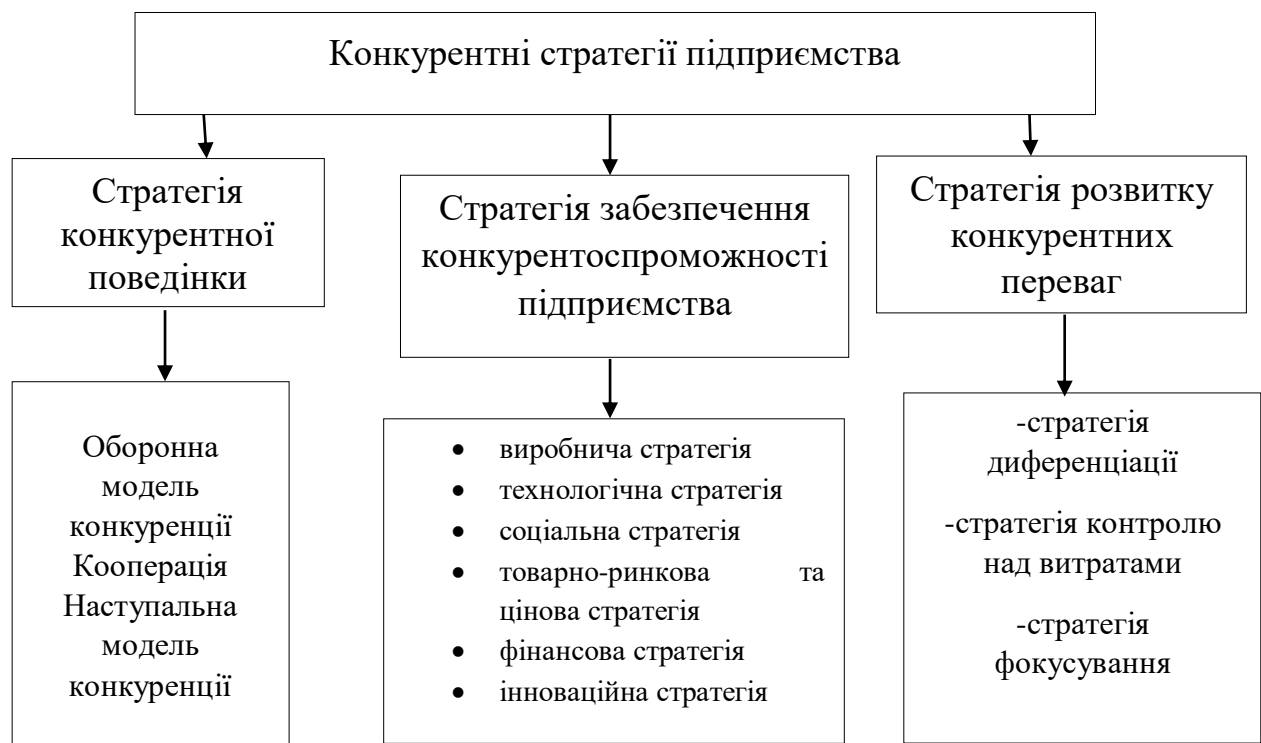 Конкурентні стратегії підприємства
Стратегія
конкурентної
поведінки
Стратегія забезпечення
конкурентоспроможності
підприємства
Стратегія розвитку
конкурентних
переваг
Оборонна
модель
конкуренції
Кооперація
Наступальна
модель
конкуренції
• виробнича стратегія
• технологічна стратегія
• соціальна стратегія
• товарно-ринкова та
цінова стратегія
• фінансова стратегія
• інноваційна стратегія
-стратегія
диференціації
-стратегія контролю
над витратами
-стратегія
фокусування